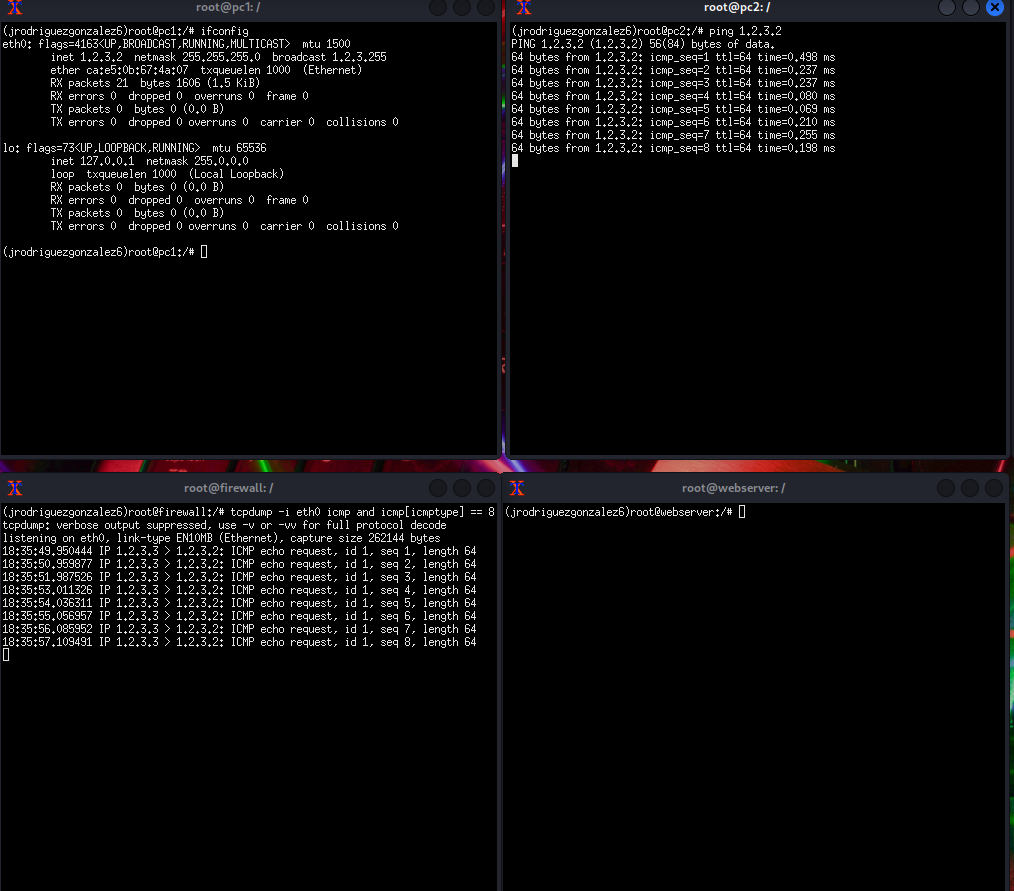 root@pc1: /
(jrodriguezgonzalez6)root@pc1:/# ifconfig
eth0: flags=4163<UP,BROADCAST,RUNNING,MULTICAST>  mtu 1500
        inet 1.2.3.2  netmask 255.255.255.0  broadcast 1.2.3.255
        ether ca:e5:0b:67:4a:07  txqueuelen 1000  (Ethernet)
        RX packets 21  bytes 1606 (1.5 KiB)
        RX errors 0  dropped 0  overruns 0  frame 0
        TX packets 0  bytes 0 (0.0 B)
        TX errors 0  dropped 0 overruns 0  carrier 0  collisions 0
lo: flags=73<UP,LOOPBACK,RUNNING>  mtu 65536
        inet 127.0.0.1  netmask 255.0.0.0
        loop  txqueuelen 1000  (Local Loopback)
        RX packets 0  bytes 0 (0.0 B)
        RX errors 0  dropped 0  overruns 0  frame 0
        TX packets 0  bytes 0 (0.0 B)
        TX errors 0  dropped 0 overruns 0  carrier 0  collisions 0
(jrodriguezgonzalez6)root@pc1:/#
root@pc2: /
(jrodriguezgonzalez6)root@pc2:/# ping 1.2.3.2
PING 1.2.3.2 (1.2.3.2) 56(84) bytes of data.
64 bytes from 1.2.3.2: icmp_seq=1 ttl=64 time=0.498 ms
64 bytes from 1.2.3.2: icmp_seq=2 ttl=64 time=0.237 ms
64 bytes from 1.2.3.2: icmp_seq=3 ttl=64 time=0.237 ms
64 bytes from 1.2.3.2: icmp_seq=4 ttl=64 time=0.080 ms
64 bytes from 1.2.3.2: icmp_seq=5 ttl=64 time=0.069 ms
64 bytes from 1.2.3.2: icmp_seq=6 ttl=64 time=0.210 ms
64 bytes from 1.2.3.2: icmp_seq=7 ttl=64 time=0.255 ms
64 bytes from 1.2.3.2: icmp_seq=8 ttl=64 time=0.198 ms
root@firewall: /
(jrodriguezgonzalez6)root@firewall:/# tcpdump -i eth0 icmp and icmp[icmptype] == 8
tcpdump: verbose output suppressed, use -v or -vv for full protocol decode
listening on eth0, link-type EN10MB (Ethernet), capture size 262144 bytes
18:35:49.950444 IP 1.2.3.3 > 1.2.3.2: ICMP echo request, id 1, seq 1, length 64
18:35:50.959877 IP 1.2.3.3 > 1.2.3.2: ICMP echo request, id 1, seq 2, length 64
18:35:51.987526 IP 1.2.3.3 > 1.2.3.2: ICMP echo request, id 1, seq 3, length 64
18:35:53.011326 IP 1.2.3.3 > 1.2.3.2: ICMP echo request, id 1, seq 4, length 64
18:35:54.036311 IP 1.2.3.3 > 1.2.3.2: ICMP echo request, id 1, seq 5, length 64
18:35:55.056957 IP 1.2.3.3 > 1.2.3.2: ICMP echo request, id 1, seq 6, length 64
18:35:56.085952 IP 1.2.3.3 > 1.2.3.2: ICMP echo request, id 1, seq 7, length 64
18:35:57.109491 IP 1.2.3.3 > 1.2.3.2: ICMP echo request, id 1, seq 8, length 64
root@webserver: /
(jrodriguezgonzalez6)root@webserver:/#